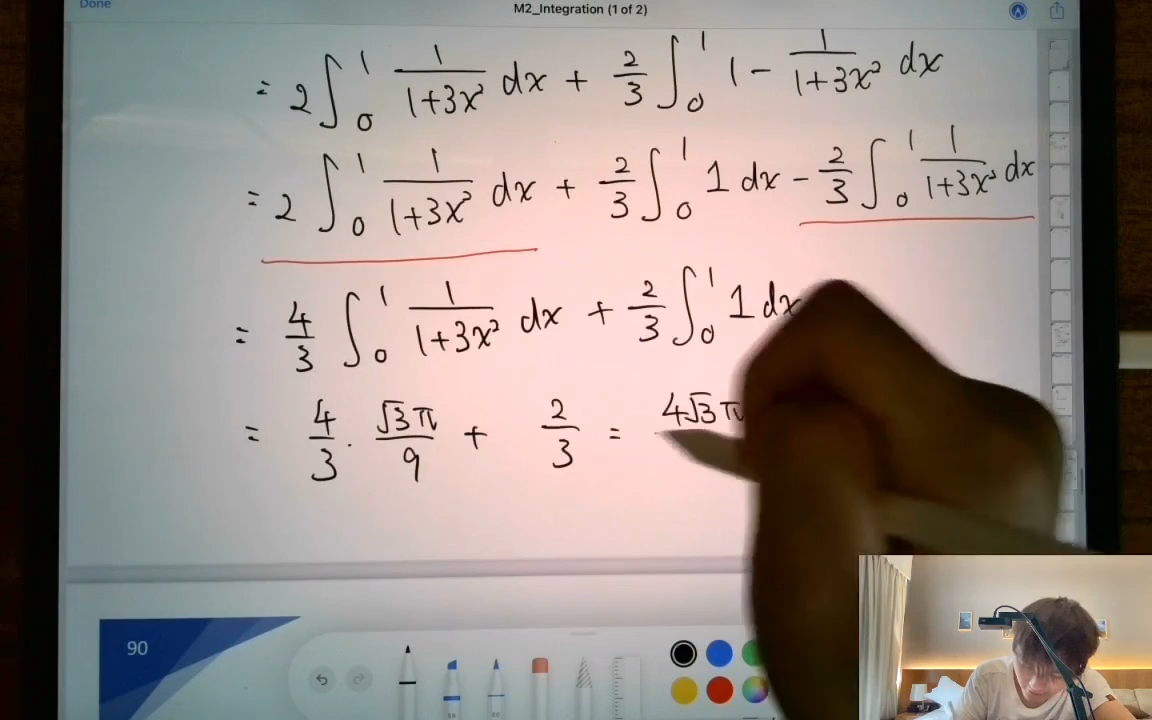 Done
M2_Integration (1 of 2)
= 2∫₀¹ 1/(1+3x²) dx + 2/3 ∫₀¹ 1 - 1/(1+3x²) dx
= 2∫₀¹ 1/(1+3x²) dx + 2/3 ∫₀¹ 1 dx - 2/3 ∫₀¹ 1/(1+3x²) dx
= 4/3 ∫₀¹ 1/(1+3x²) dx + 2/3 ∫₀¹ 1 dx
= 4/3 · √3π/9 + 2/3 = 4√3π
90